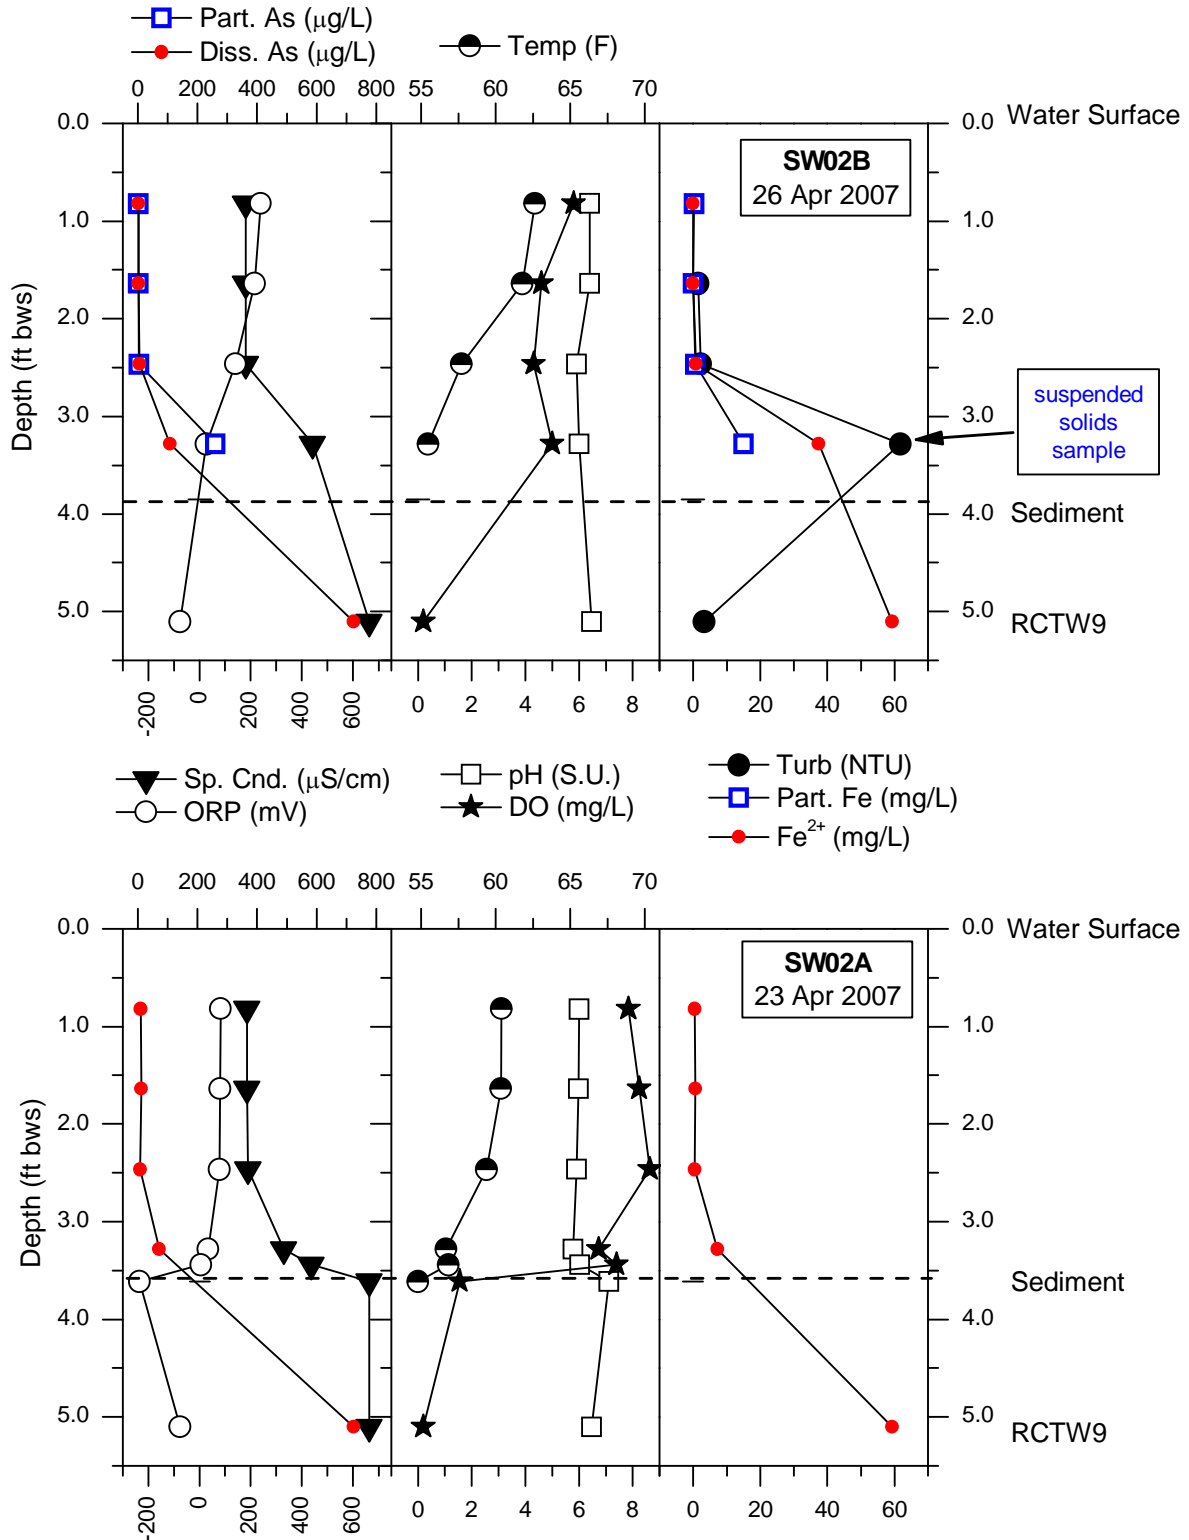 Part. As (μg/L)
Diss. As (μg/L)
Temp (F)
0 200 400 600 800
55 60 65 70
Water Surface
0.0 0.0
SW02B
26 Apr 2007
1.0 1.0
2.0 2.0
Depth (ft bws)
suspended
solids
sample
3.0 3.0
4.0 4.0
Sediment
5.0 5.0
RCTW9
-200 0 200 400 600
0 2 4 6 8
0 20 40 60
Sp. Cnd. (μS/cm)
ORP (mV)
pH (S.U.)
DO (mg/L)
Turb (NTU)
Part. Fe (mg/L)
Fe²⁺ (mg/L)
0 200 400 600 800
55 60 65 70
Water Surface
0.0 0.0
SW02A
23 Apr 2007
1.0 1.0
2.0 2.0
Depth (ft bws)
3.0 3.0
Sediment
4.0 4.0
5.0 5.0
RCTW9
-200 0 200 400 600
0 2 4 6 8
0 20 40 60